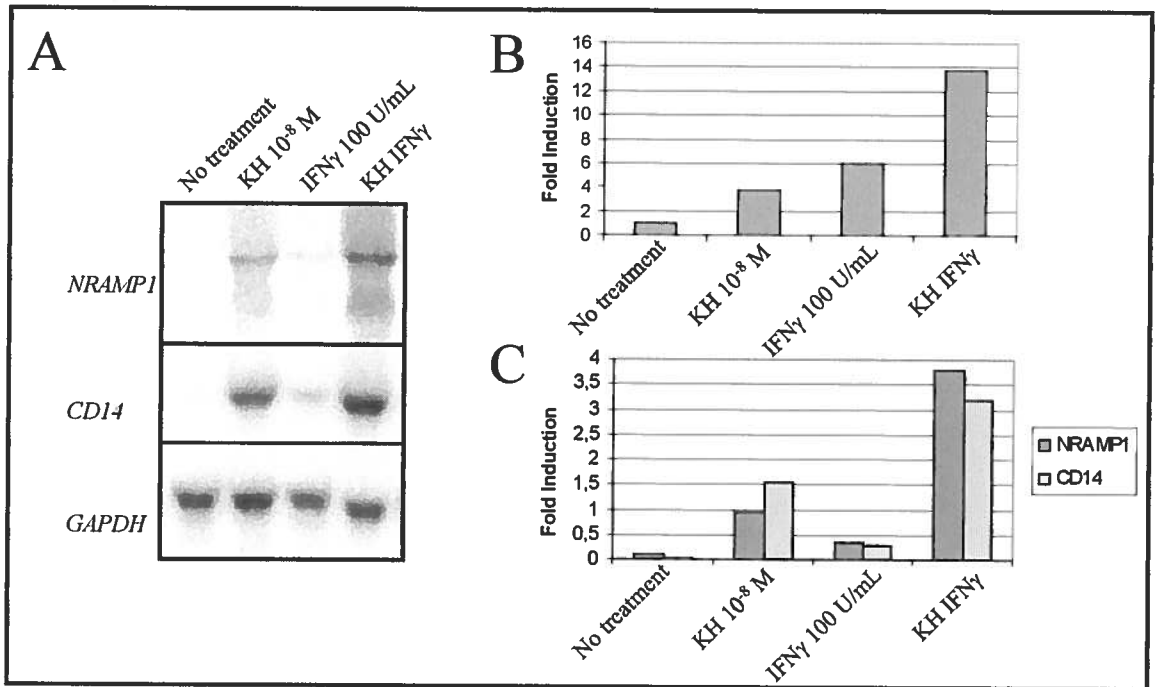 A
No treatment
KH 10⁻⁸ M
IFNγ 100 U/mL
KH IFNγ
NRAMP1
CD14
GAPDH
B
Fold Induction
16
14
12
10
8
6
4
2
0
No treatment
KH 10⁻⁸ M
IFNγ 100 U/mL
KH IFNγ
C
Fold Induction
4
3,5
3
2,5
2
1,5
1
0,5
0
No treatment
KH 10⁻⁸ M
IFNγ 100 U/mL
KH IFNγ
NRAMP1
CD14